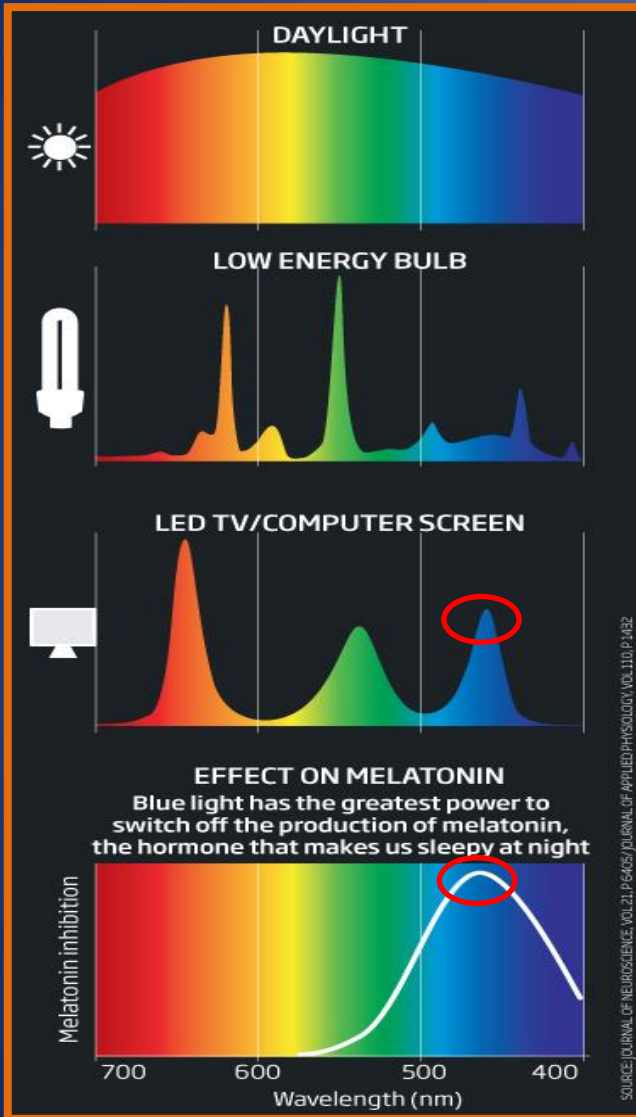 DAYLIGHT
LOW ENERGY BULB
LED TV/COMPUTER SCREEN
EFFECT ON MELATONIN
Blue light has the greatest power to
switch off the production of melatonin,
the hormone that makes us sleepy at night
Melatonin inhibition
700 600 500 400
Wavelength (nm)
SOURCE: JOURNAL OF NEUROSCIENCE, VOL 21, P 6405/ JOURNAL OF APPLIED PHYSIOLOGY, VOL 110, P 1432